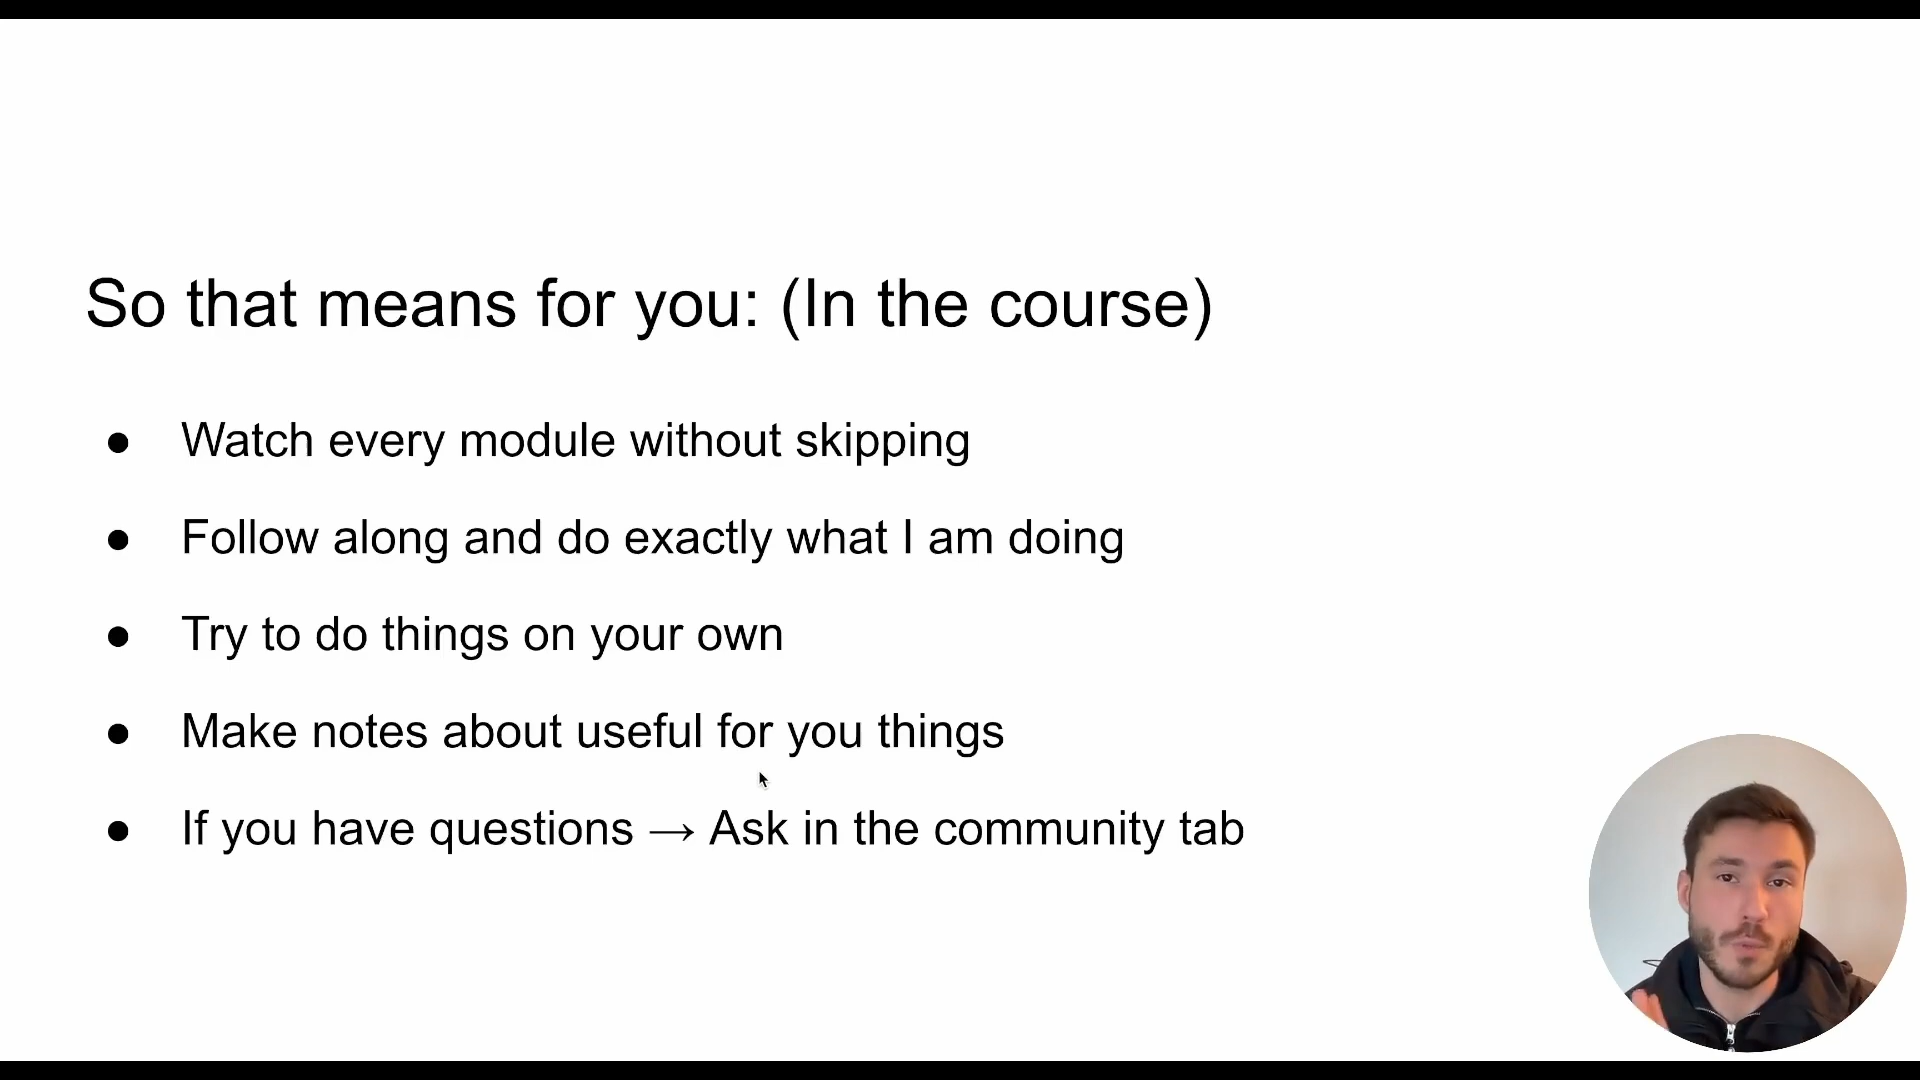 So that means for you: (In the course)
● Watch every module without skipping
● Follow along and do exactly what I am doing
● Try to do things on your own
● Make notes about useful for you things
● If you have questions → Ask in the community tab